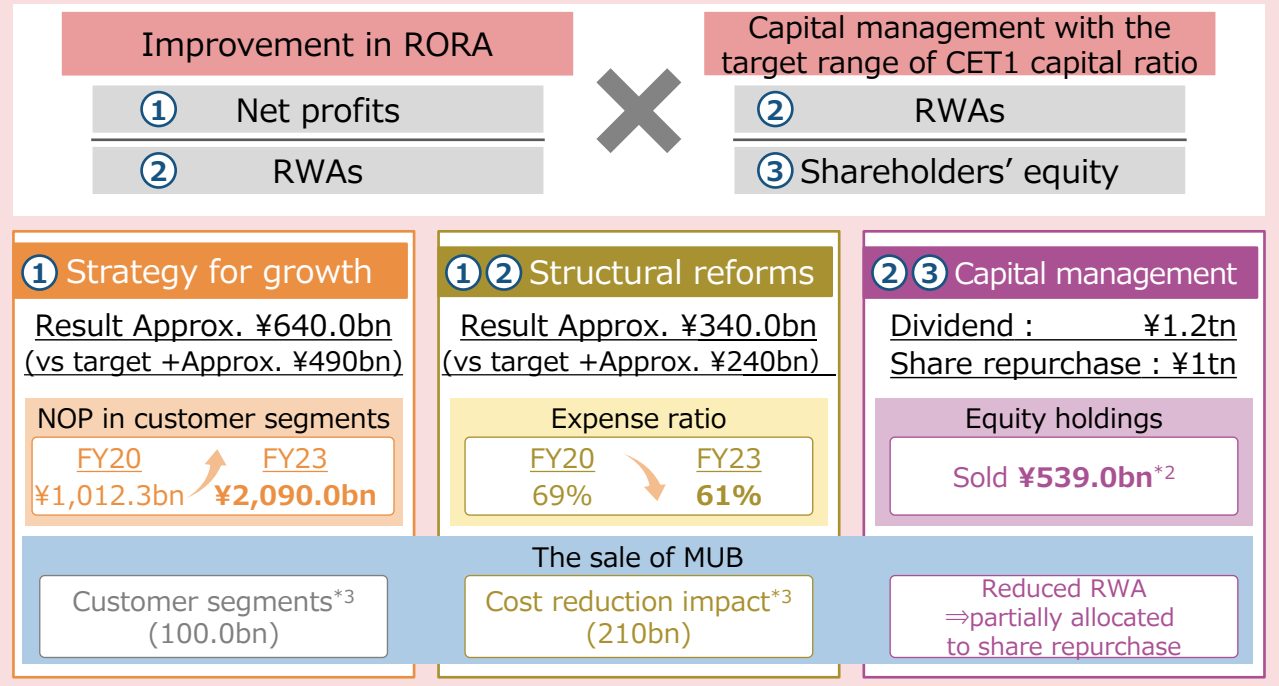 Improvement in RORA
① Net profits
② RWAs
×
Capital management with the
target range of CET1 capital ratio
② RWAs
③ Shareholders’ equity
① Strategy for growth
Result Approx. ¥640.0bn
(vs target +Approx. ¥490bn)
NOP in customer segments
FY20 FY23
¥1,012.3bn ¥2,090.0bn
①② Structural reforms
Result Approx. ¥340.0bn
(vs target +Approx. ¥240bn)
Expense ratio
FY20 FY23
69% 61%
②③ Capital management
Dividend : ¥1.2tn
Share repurchase : ¥1tn
Equity holdings
Sold ¥539.0bn*2
The sale of MUB
Customer segments*3
(100.0bn)
Cost reduction impact*3
(210bn)
Reduced RWA
⇒partially allocated
to share repurchase